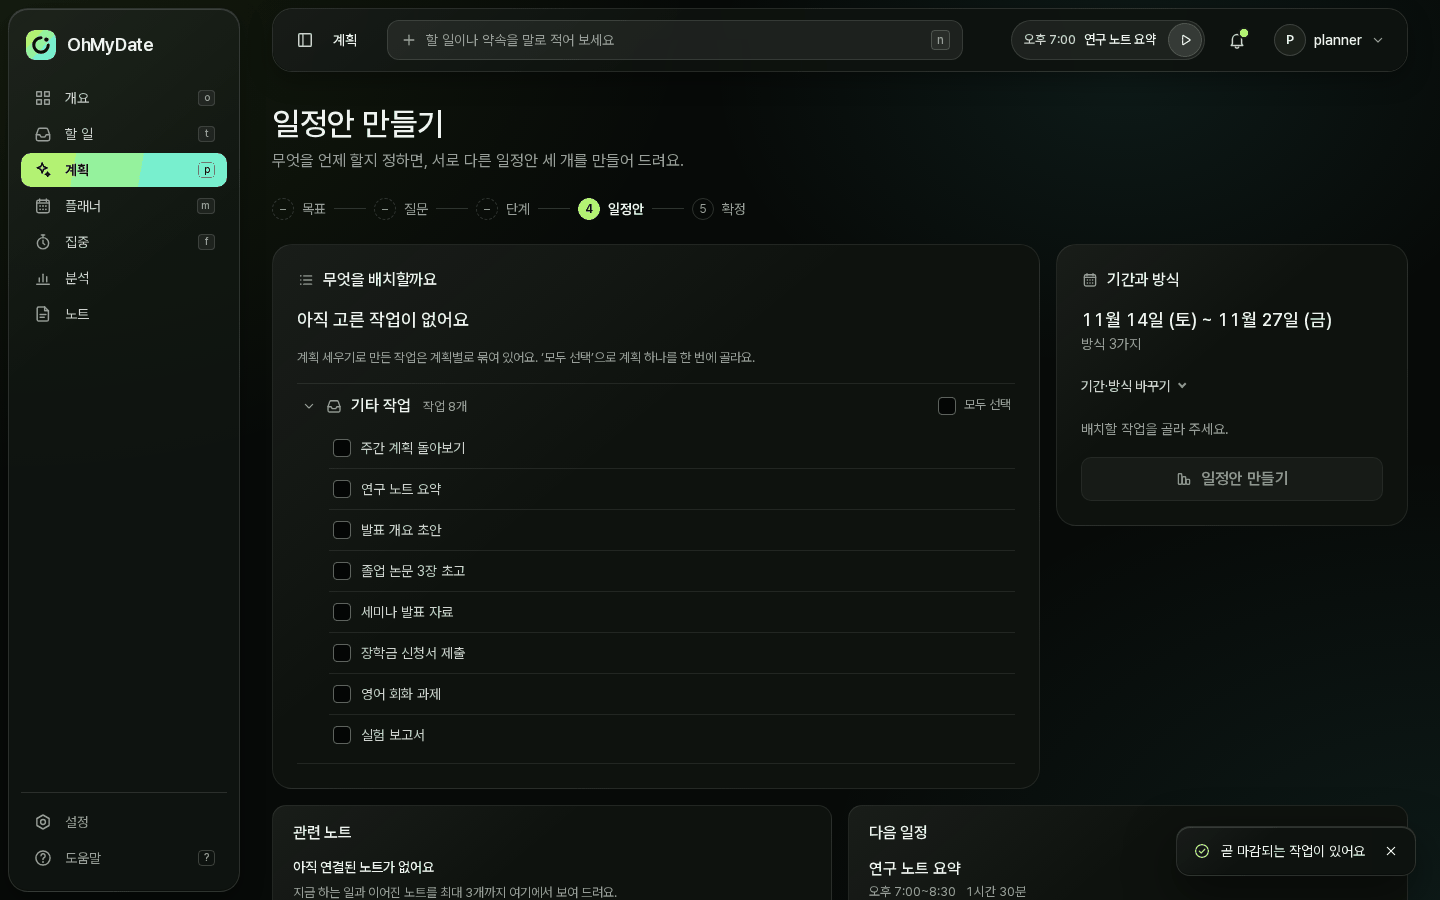 OhMyDate
개요 o
할 일 t
계획 p
플래너 m
집중 f
분석
노트
설정
도움말 ?
계획
할 일이나 약속을 말로 적어 보세요 n
오후 7:00 연구 노트 요약
P planner
일정안 만들기
무엇을 언제 할지 정하면, 서로 다른 일정안 세 개를 만들어 드려요.
– 목표 – 질문 – 단계 4 일정안 5 확정
무엇을 배치할까요
아직 고른 작업이 없어요
계획 세우기로 만든 작업은 계획별로 묶여 있어요. ‘모두 선택’으로 계획 하나를 한 번에 골라요.
기타 작업 작업 8개 모두 선택
주간 계획 돌아보기
연구 노트 요약
발표 개요 초안
졸업 논문 3장 초고
세미나 발표 자료
장학금 신청서 제출
영어 회화 과제
실험 보고서
기간과 방식
11월 14일 (토) ~ 11월 27일 (금)
방식 3가지
기간·방식 바꾸기
배치할 작업을 골라 주세요.
일정안 만들기
관련 노트
아직 연결된 노트가 없어요
지금 하는 일과 이어진 노트를 최대 3개까지 여기에서 보여 드려요.
다음 일정
연구 노트 요약
오후 7:00~8:30 1시간 30분
곧 마감되는 작업이 있어요